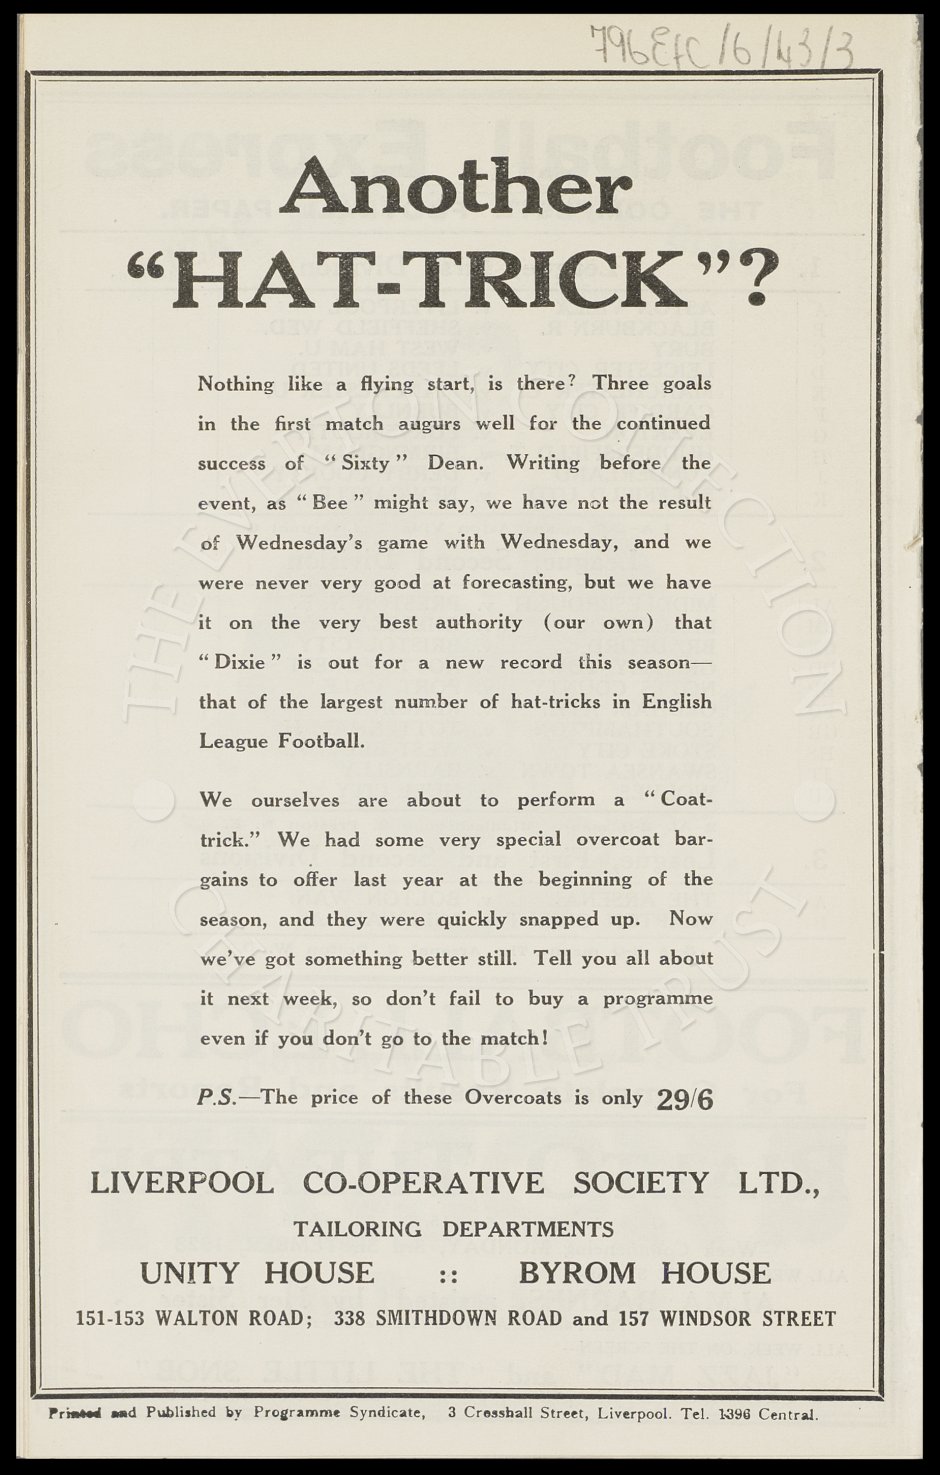 796EFC/6/43/3
Another
“HAT-TRICK”?
Nothing like a flying start, is there? Three goals
in the first match augurs well for the continued
success of “Sixty” Dean. Writing before the
event, as “Bee” might say, we have not the result
of Wednesday's game with Wednesday, and we
were never very good at forecasting, but we have
it on the very best authority (our own) that
“Dixie” is out for a new record this season—
that of the largest number of hat-tricks in English
League Football.
We ourselves are about to perform a “Coat-
trick.” We had some very special overcoat bar-
gains to offer last year at the beginning of the
season, and they were quickly snapped up. Now
we've got something better still. Tell you all about
it next week, so don't fail to buy a programme
even if you don't go to the match!
P.S.—The price of these Overcoats is only 29/6
LIVERPOOL CO-OPERATIVE SOCIETY LTD.,
TAILORING DEPARTMENTS
UNITY HOUSE :: BYROM HOUSE
151-153 WALTON ROAD; 338 SMITHDOWN ROAD and 157 WINDSOR STREET
Printed and Published by Programme Syndicate, 3 Crosshall Street, Liverpool. Tel. 1396 Central.
THE EVERTON COLLECTION
CHARITABLE TRUST